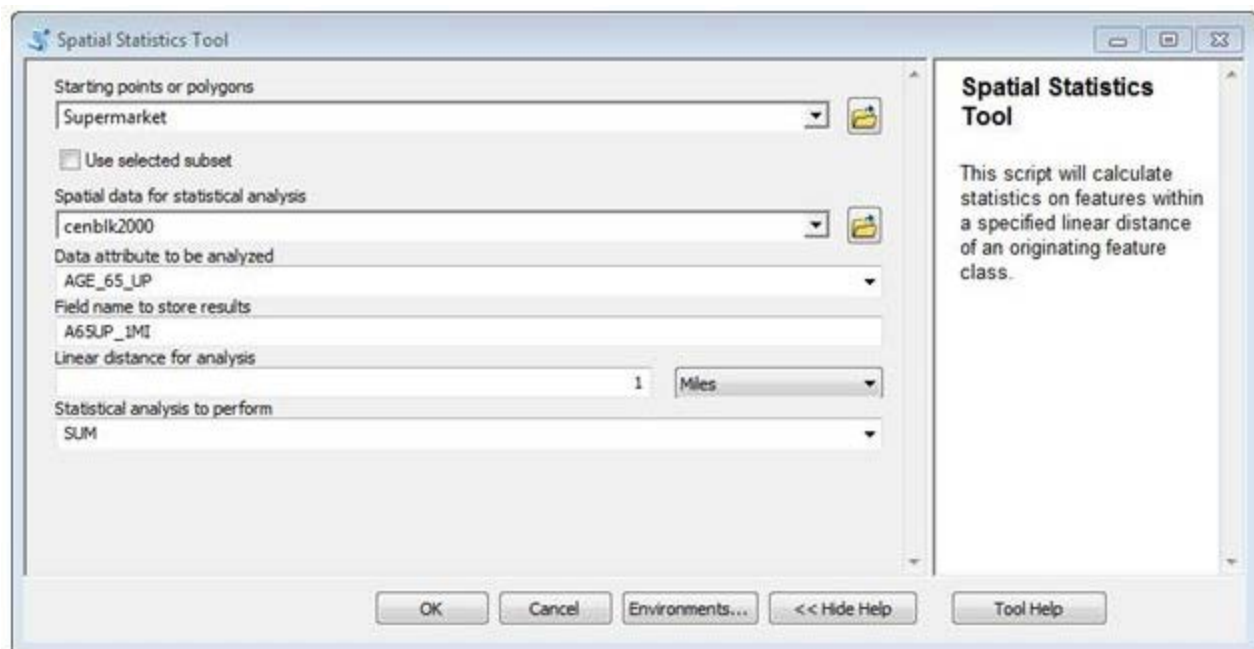 Spatial Statistics Tool
Starting points or polygons
Supermarket
Use selected subset
Spatial data for statistical analysis
cenblk2000
Data attribute to be analyzed
AGE_65_UP
Field name to store results
A65UP_1MI
Linear distance for analysis
1 Miles
Statistical analysis to perform
SUM
OK Cancel Environments... << Hide Help
Spatial Statistics
Tool
This script will calculate
statistics on features within
a specified linear distance
of an originating feature
class.
Tool Help